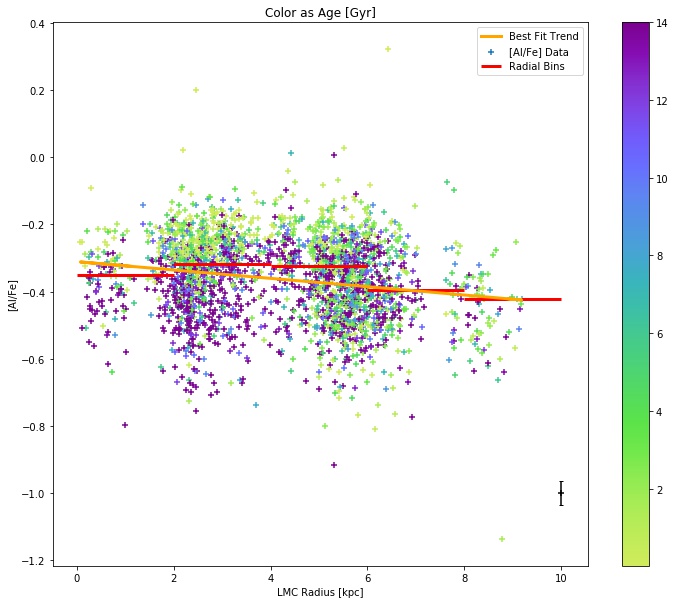 Color as Age [Gyr]
Best Fit Trend
[Al/Fe] Data
Radial Bins
0.4
0.2
0.0
−0.2
−0.4
−0.6
−0.8
−1.0
−1.2
[Al/Fe]
0 2 4 6 8 10
LMC Radius [kpc]
14
12
10
8
6
4
2